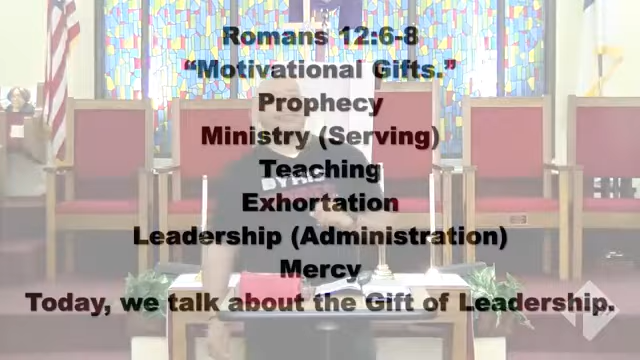 Romans 12:6-8
“Motivational Gifts.”
Prophecy
Ministry (Serving)
Teaching
Exhortation
Leadership (Administration)
Mercy
Today, we talk about the Gift of Leadership.